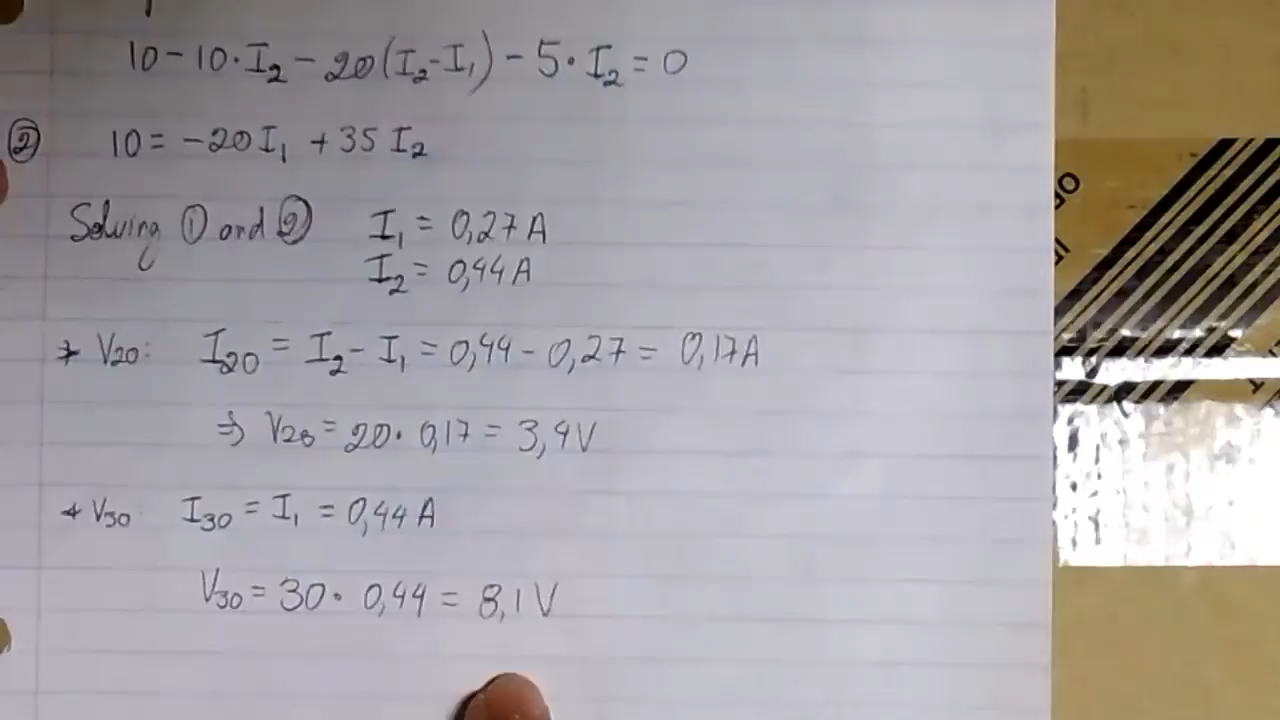 10 - 10 · I₂ - 20 (I₂ - I₁) - 5 · I₂ = 0
② 10 = -20 I₁ + 35 I₂
Solving ① and ② I₁ = 0,27 A
I₂ = 0,44 A
* V₂₀: I₂₀ = I₂ - I₁ = 0,44 - 0,27 = 0,17 A
⇒ V₂₀ = 20 · 0,17 = 3,4 V
* V₃₀ I₃₀ = I₁ = 0,44 A
V₃₀ = 30 · 0,44 = 8,1 V